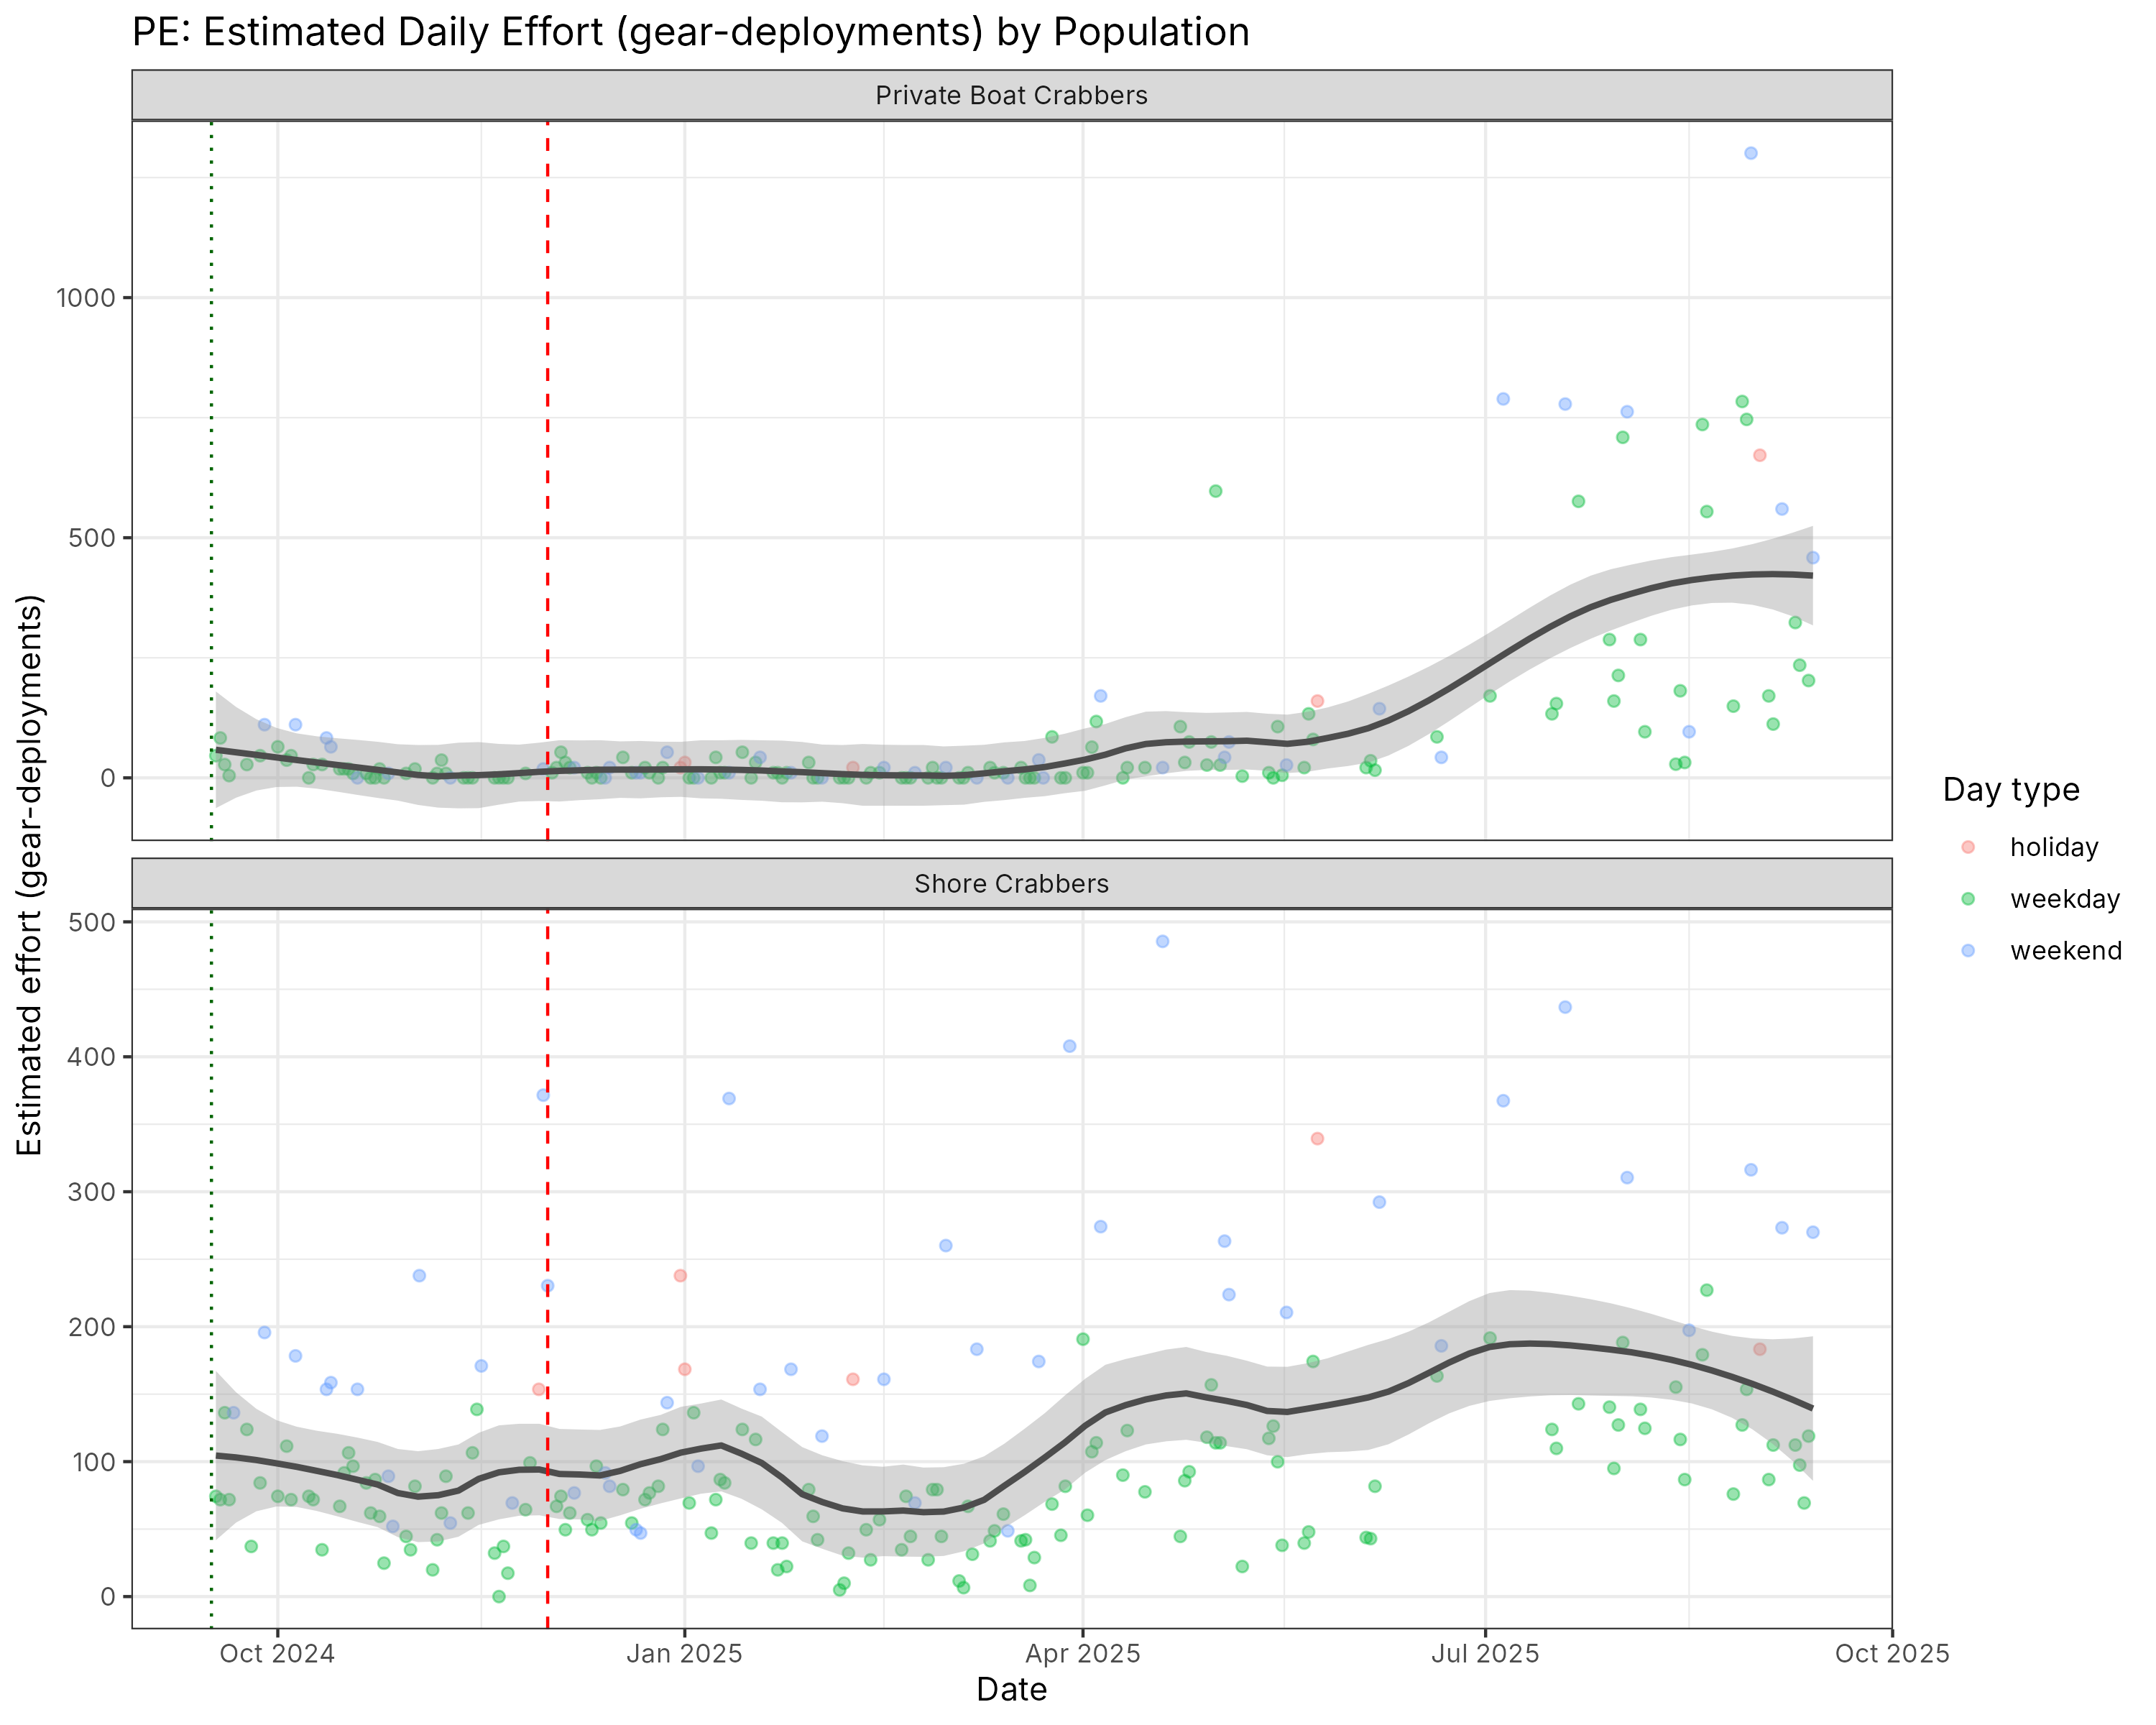 PE: Estimated Daily Effort (gear-deployments) by Population
Private Boat Crabbers
1000
500
0
Shore Crabbers
500
400
300
200
100
0
Estimated effort (gear-deployments)
Oct 2024
Jan 2025
Apr 2025
Jul 2025
Oct 2025
Date
Day type
holiday
weekday
weekend